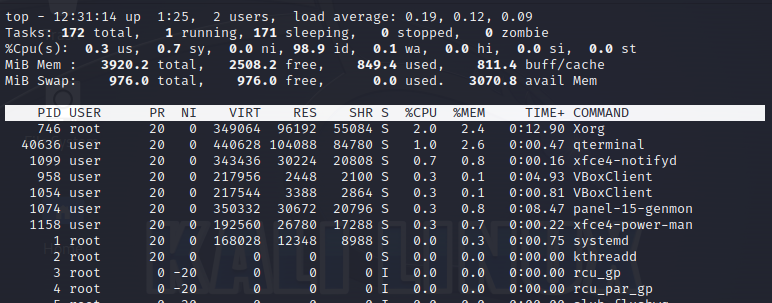 top - 12:31:14 up  1:25,  2 users,  load average: 0.19, 0.12, 0.09
Tasks: 172 total,   1 running, 171 sleeping,   0 stopped,   0 zombie
%Cpu(s):  0.3 us,  0.7 sy,  0.0 ni, 98.9 id,  0.1 wa,  0.0 hi,  0.0 si,  0.0 st
MiB Mem :   3920.2 total,   2508.2 free,    849.4 used,    811.4 buff/cache
MiB Swap:    976.0 total,    976.0 free,      0.0 used.   3070.8 avail Mem
PID USER      PR  NI    VIRT    RES    SHR S  %CPU  %MEM     TIME+ COMMAND
746 root      20   0  349064  96192  55084 S   2.0   2.4   0:12.90 Xorg
40636 user      20   0  440628 104088  84780 S   1.0   2.6   0:00.47 qterminal
1099 user      20   0  343436  30224  20808 S   0.7   0.8   0:00.16 xfce4-notifyd
958 user      20   0  217956   2448   2100 S   0.3   0.1   0:04.93 VBoxClient
1054 user      20   0  217544   3388   2864 S   0.3   0.1   0:00.81 VBoxClient
1074 user      20   0  350332  30672  20796 S   0.3   0.8   0:08.47 panel-15-genmon
1158 user      20   0  192560  26780  17288 S   0.3   0.7   0:00.22 xfce4-power-man
1 root      20   0  168028  12348   8988 S   0.0   0.3   0:00.75 systemd
2 root      20   0       0      0      0 S   0.0   0.0   0:00.00 kthreadd
3 root       0 -20       0      0      0 I   0.0   0.0   0:00.00 rcu_gp
4 root       0 -20       0      0      0 I   0.0   0.0   0:00.00 rcu_par_gp
KALI LINUX